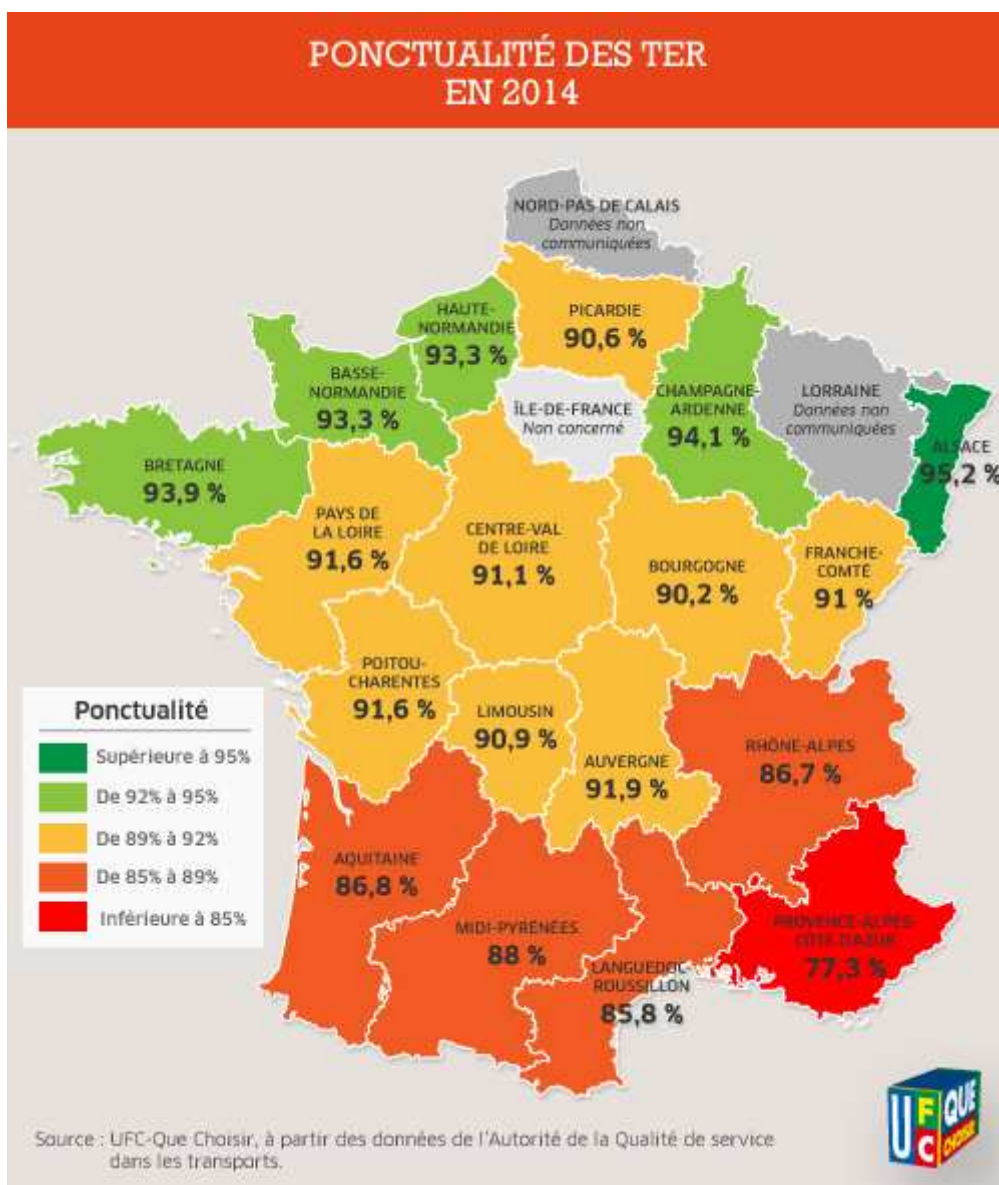 PONCTUALITÉ DES TER
EN 2014
NORD-PAS DE CALAIS
Données non
communiquées
HAUTE-
NORMANDIE
93,3 %
PICARDIE
90,6 %
BASSE-
NORMANDIE
93,3 %
ÎLE-DE-FRANCE
Non concerné
CHAMPAGNE-
ARDENNE
94,1 %
LORRAINE
Données non
communiquées
ALSACE
95,2 %
BRETAGNE
93,9 %
PAYS DE
LA LOIRE
91,6 %
CENTRE-VAL
DE LOIRE
91,1 %
BOURGOGNE
90,2 %
FRANCHE-
COMTÉ
91 %
POITOU-
CHARENTES
91,6 %
LIMOUSIN
90,9 %
AUVERGNE
91,9 %
RHÔNE-ALPES
86,7 %
AQUITAINE
86,8 %
MIDI-PYRÉNÉES
88 %
LANGUEDOC-
ROUSSILLON
85,8 %
PROVENCE-ALPES-
CÔTE D'AZUR
77,3 %
Ponctualité
Supérieure à 95%
De 92% à 95%
De 89% à 92%
De 85% à 89%
Inférieure à 85%
Source : UFC-Que Choisir, à partir des données de l'Autorité de la Qualité de service
dans les transports.
UFC QUE CHOISIR